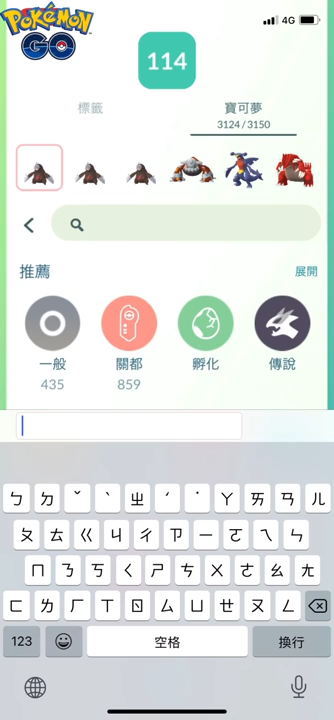 Pokémon
GO
4G
114
標籤
寶可夢
3124 / 3150
推薦
展開
一般
關都
孵化
傳說
435
859
ㄅ ㄉ ˇ ˋ ㄓ ˊ ˙ ㄚ ㄞ ㄢ ㄦ
ㄆ ㄊ ㄍ ㄐ ㄔ ㄗ ㄧ ㄛ ㄟ ㄣ
ㄇ ㄋ ㄎ ㄑ ㄕ ㄘ ㄨ ㄜ ㄠ ㄤ
ㄈ ㄌ ㄏ ㄒ ㄖ ㄙ ㄩ ㄝ ㄡ ㄥ
123
空格
換行